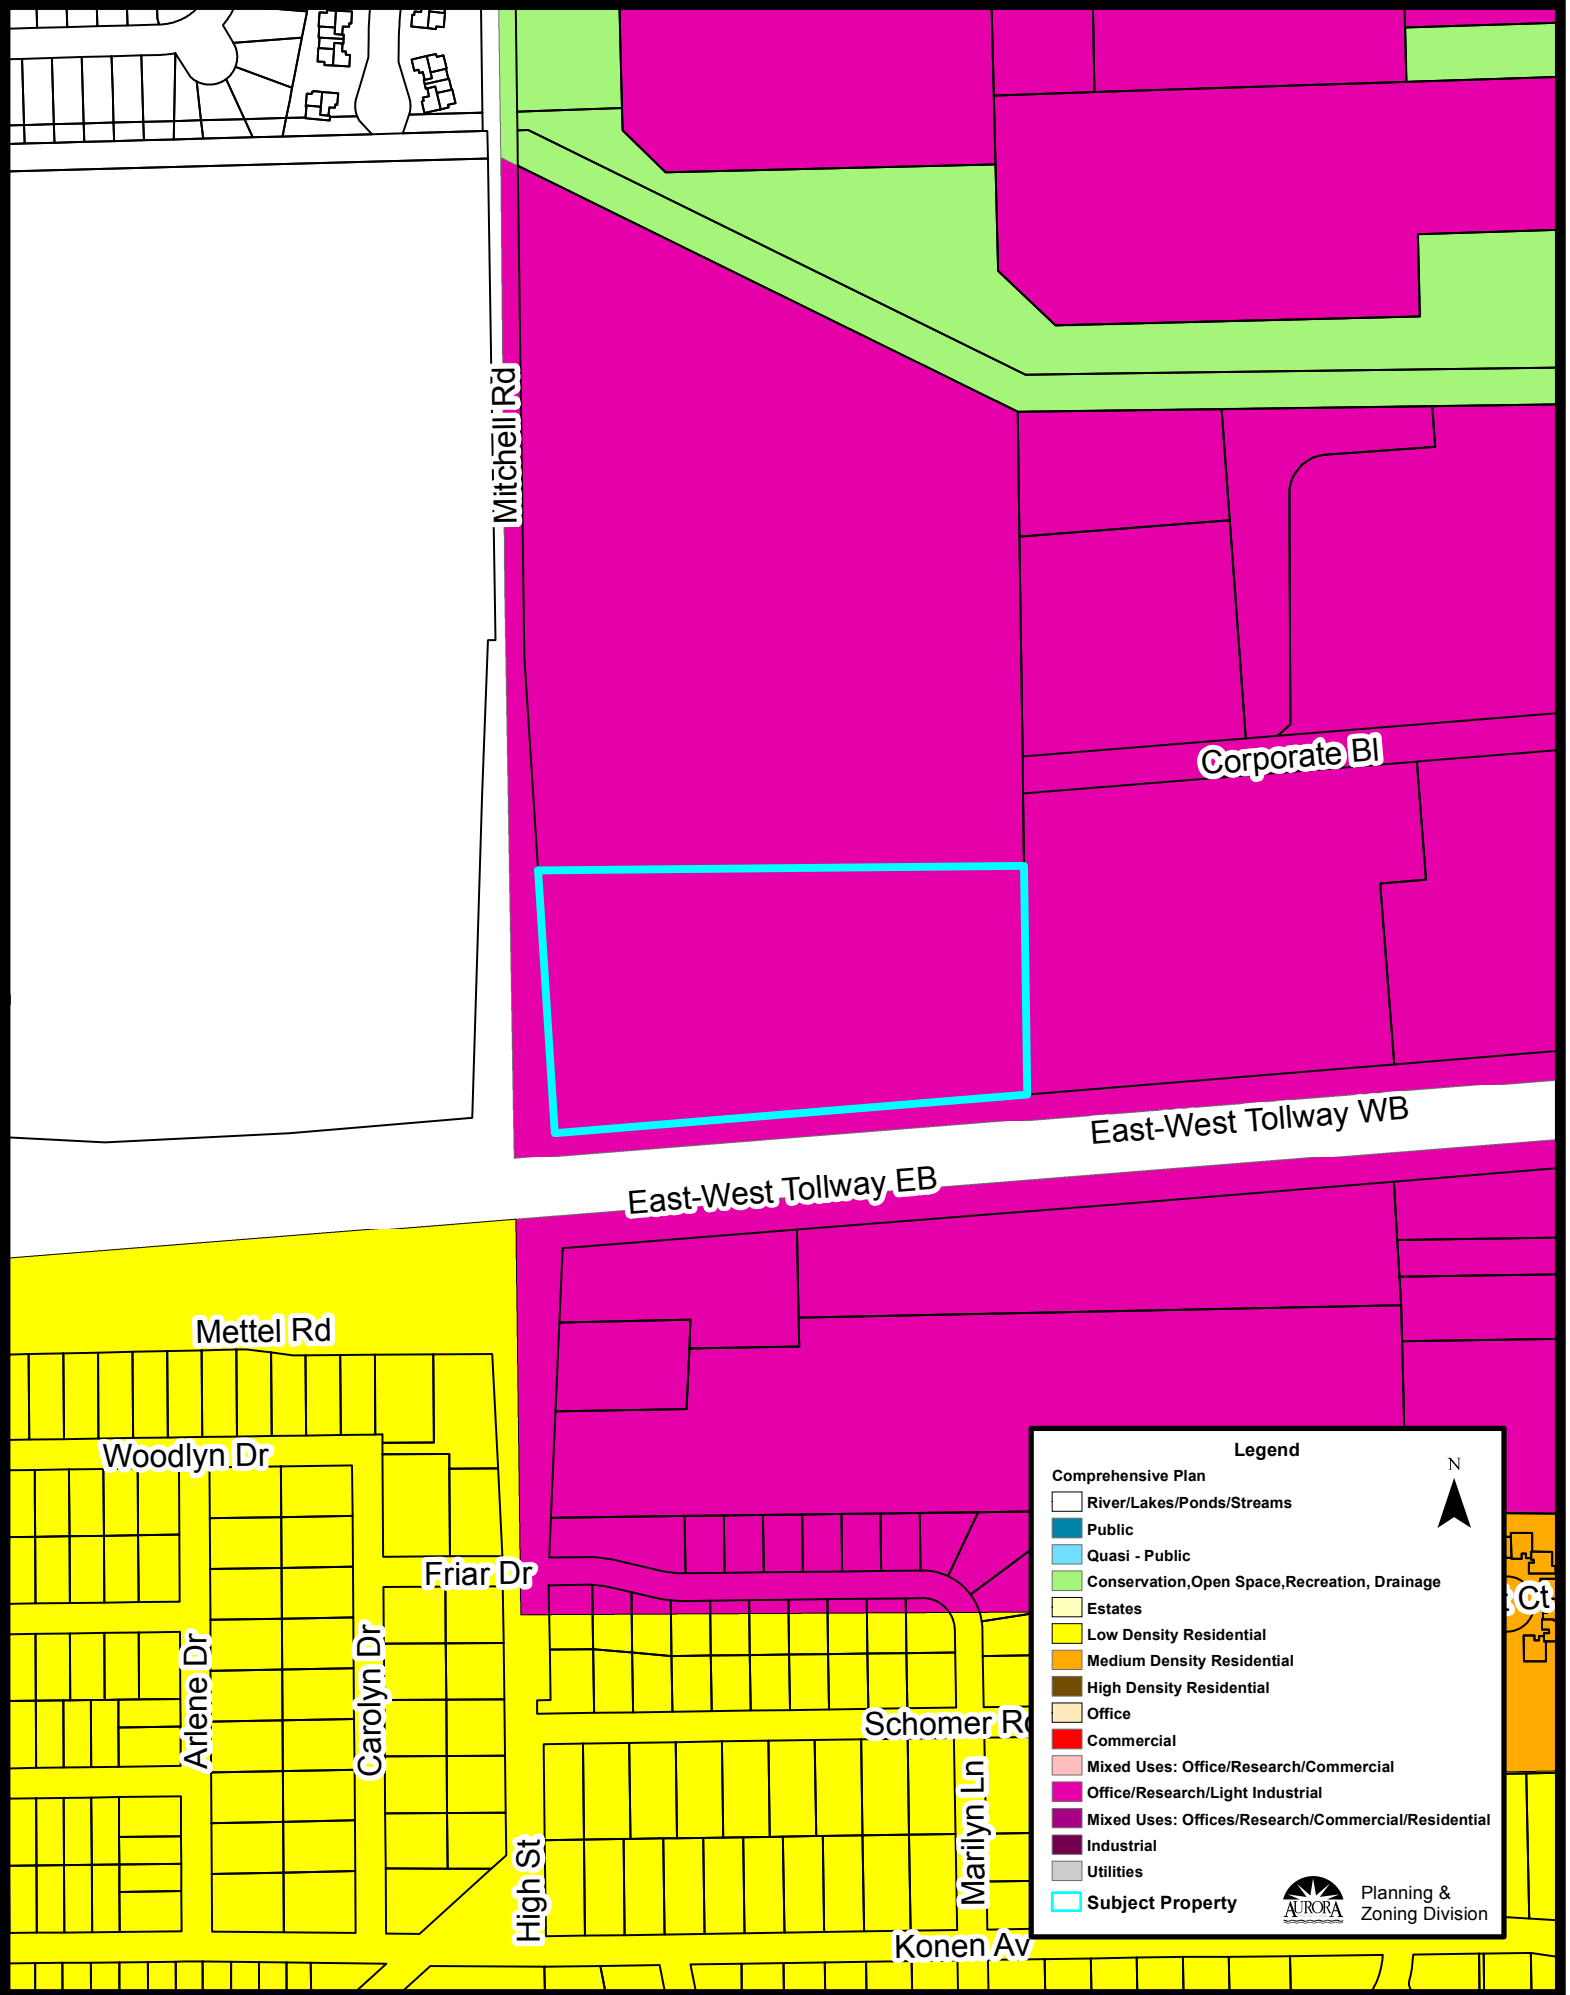 Mitchell Rd
Corporate Bl
East-West Tollway WB
East-West Tollway EB
Mettel Rd
Woodlyn Dr
Friar Dr
Arlene Dr
Carolyn Dr
Schomer
Marilyn Ln
High St
Konen Av
Ct
Legend
N
Comprehensive Plan
River/Lakes/Ponds/Streams
Public
Quasi - Public
Conservation,Open Space,Recreation, Drainage
Estates
Low Density Residential
Medium Density Residential
High Density Residential
Office
Commercial
Mixed Uses: Office/Research/Commercial
Office/Research/Light Industrial
Mixed Uses: Offices/Research/Commercial/Residential
Industrial
Utilities
Subject Property
AURORA
Planning &
Zoning Division